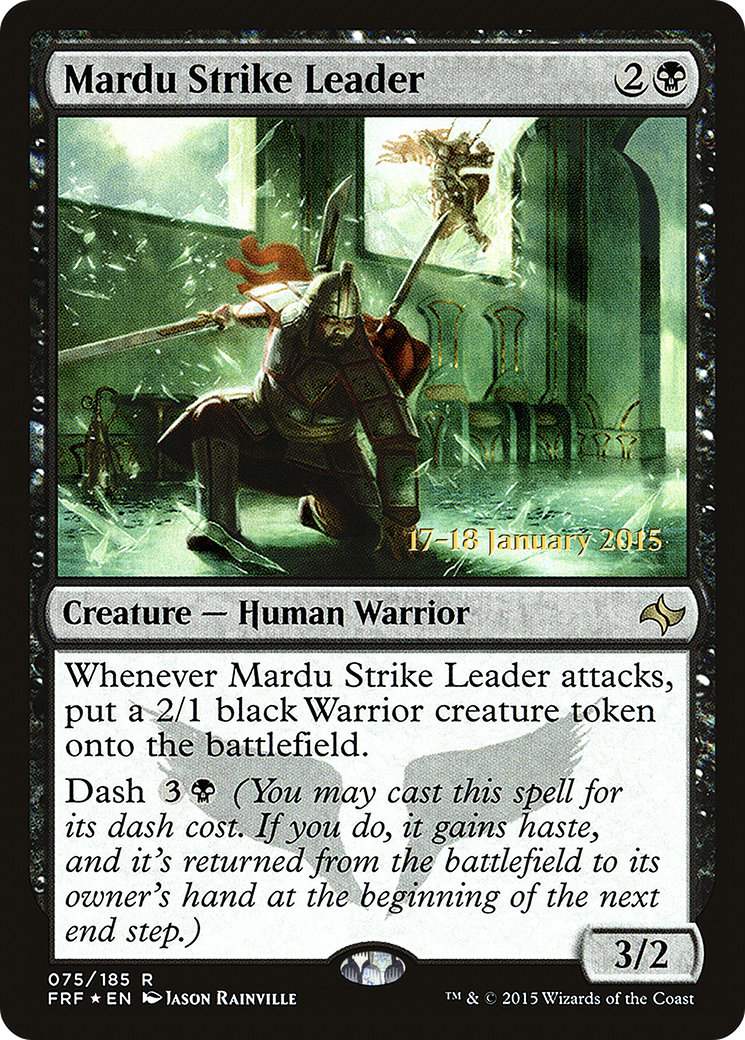 Mardu Strike Leader 2
17-18 January 2015
Creature — Human Warrior
Whenever Mardu Strike Leader attacks,
put a 2/1 black Warrior creature token
onto the battlefield.
Dash 3 (You may cast this spell for
its dash cost. If you do, it gains haste,
and it's returned from the battlefield to its
owner's hand at the beginning of the next
end step.)
3/2
075/185 R
FRF ★ EN Jason Rainville
™ & © 2015 Wizards of the Coast